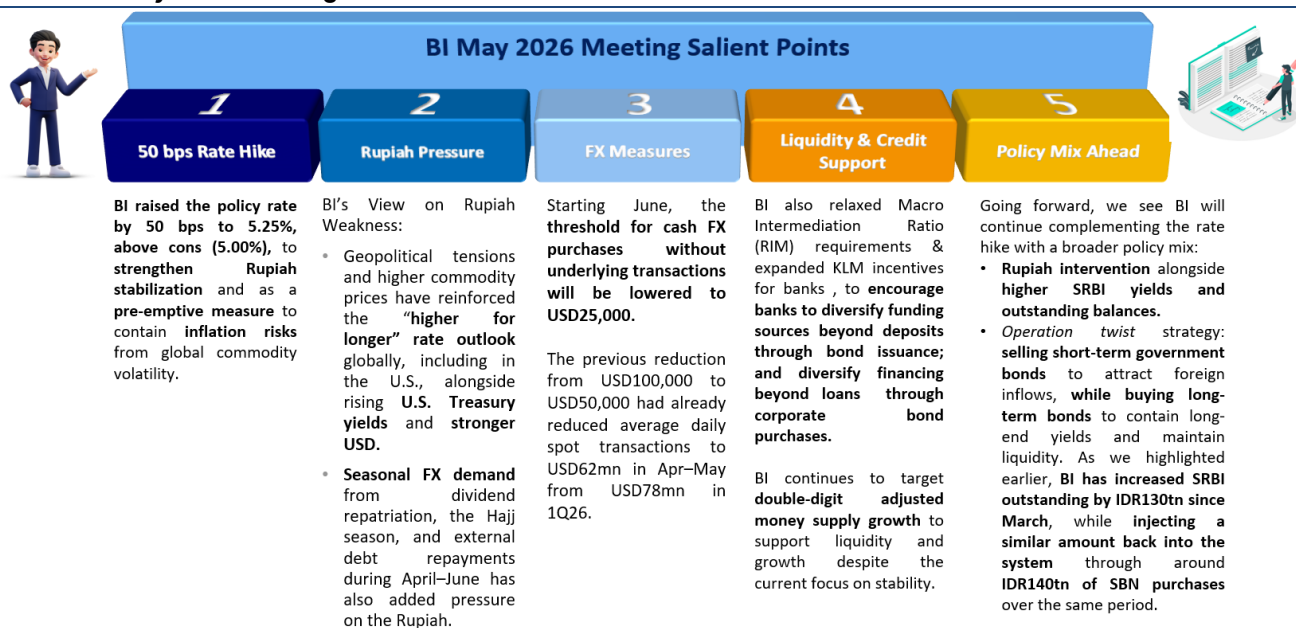 BI May 2026 Meeting Salient Points
1
50 bps Rate Hike
BI raised the policy rate
by 50 bps to 5.25%,
above cons (5.00%), to
strengthen Rupiah
stabilization and as a
pre-emptive measure to
contain inflation risks
from global commodity
volatility.
2
Rupiah Pressure
BI’s View on Rupiah
Weakness:
• Geopolitical tensions
and higher commodity
prices have reinforced
the “higher for
longer” rate outlook
globally, including in
the U.S., alongside
rising U.S. Treasury
yields and stronger
USD.
• Seasonal FX demand
from dividend
repatriation, the Hajj
season, and external
debt repayments
during April–June has
also added pressure
on the Rupiah.
3
FX Measures
Starting June, the
threshold for cash FX
purchases without
underlying transactions
will be lowered to
USD25,000.
The previous reduction
from USD100,000 to
USD50,000 had already
reduced average daily
spot transactions to
USD62mn in Apr–May
from USD78mn in
1Q26.
4
Liquidity & Credit
Support
BI also relaxed Macro
Intermediation Ratio
(RIM) requirements &
expanded KLM incentives
for banks , to encourage
banks to diversify funding
sources beyond deposits
through bond issuance;
and diversify financing
beyond loans through
corporate bond
purchases.
BI continues to target
double-digit adjusted
money supply growth to
support liquidity and
growth despite the
current focus on stability.
5
Policy Mix Ahead
Going forward, we see BI will
continue complementing the rate
hike with a broader policy mix:
• Rupiah intervention alongside
higher SRBI yields and
outstanding balances.
• Operation twist strategy:
selling short-term government
bonds to attract foreign
inflows, while buying long-
term bonds to contain long-
end yields and maintain
liquidity. As we highlighted
earlier, BI has increased SRBI
outstanding by IDR130tn since
March, while injecting a
similar amount back into the
system through around
IDR140tn of SBN purchases
over the same period.